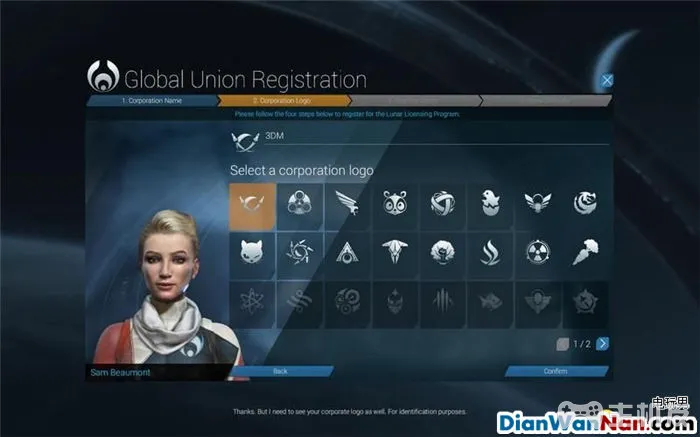 Global Union Registration
1. Corporation Name
2. Corporation Logo
Please follow the four steps below to register for the Lunar Licensing Program.
3DM
Select a corporation logo
1 / 2
Sam Beaumont
Back
Confirm
Thanks. But I need to see your corporate logo as well. For identification purposes.
电玩男
DianWanNan.com